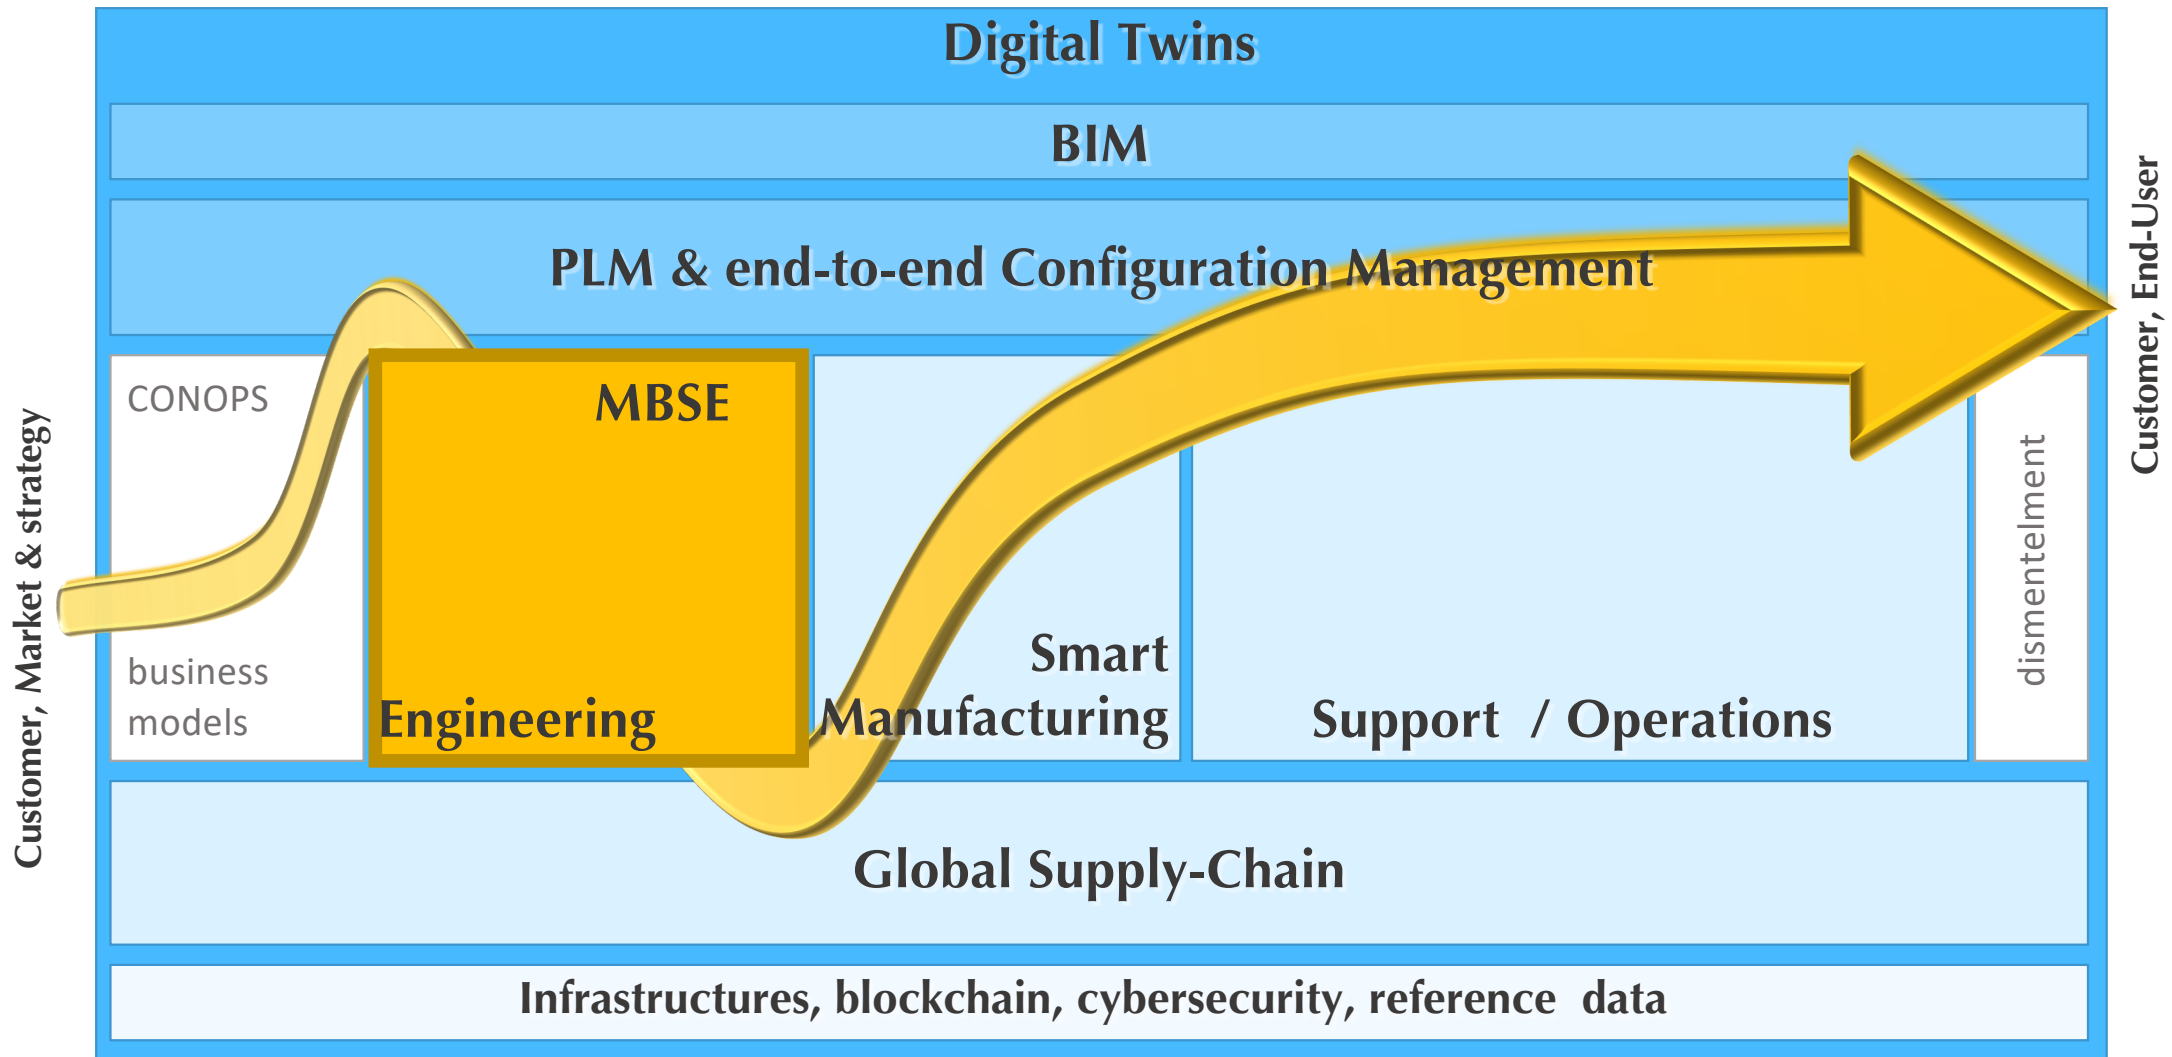 Digital Twins
BIM
PLM & end-to-end Configuration Management
Customer, Market & strategy
CONOPS
business
models
MBSE
Engineering
Smart
Manufacturing
Support / Operations
dismentelment
Customer, End-User
Global Supply-Chain
Infrastructures, blockchain, cybersecurity, reference data